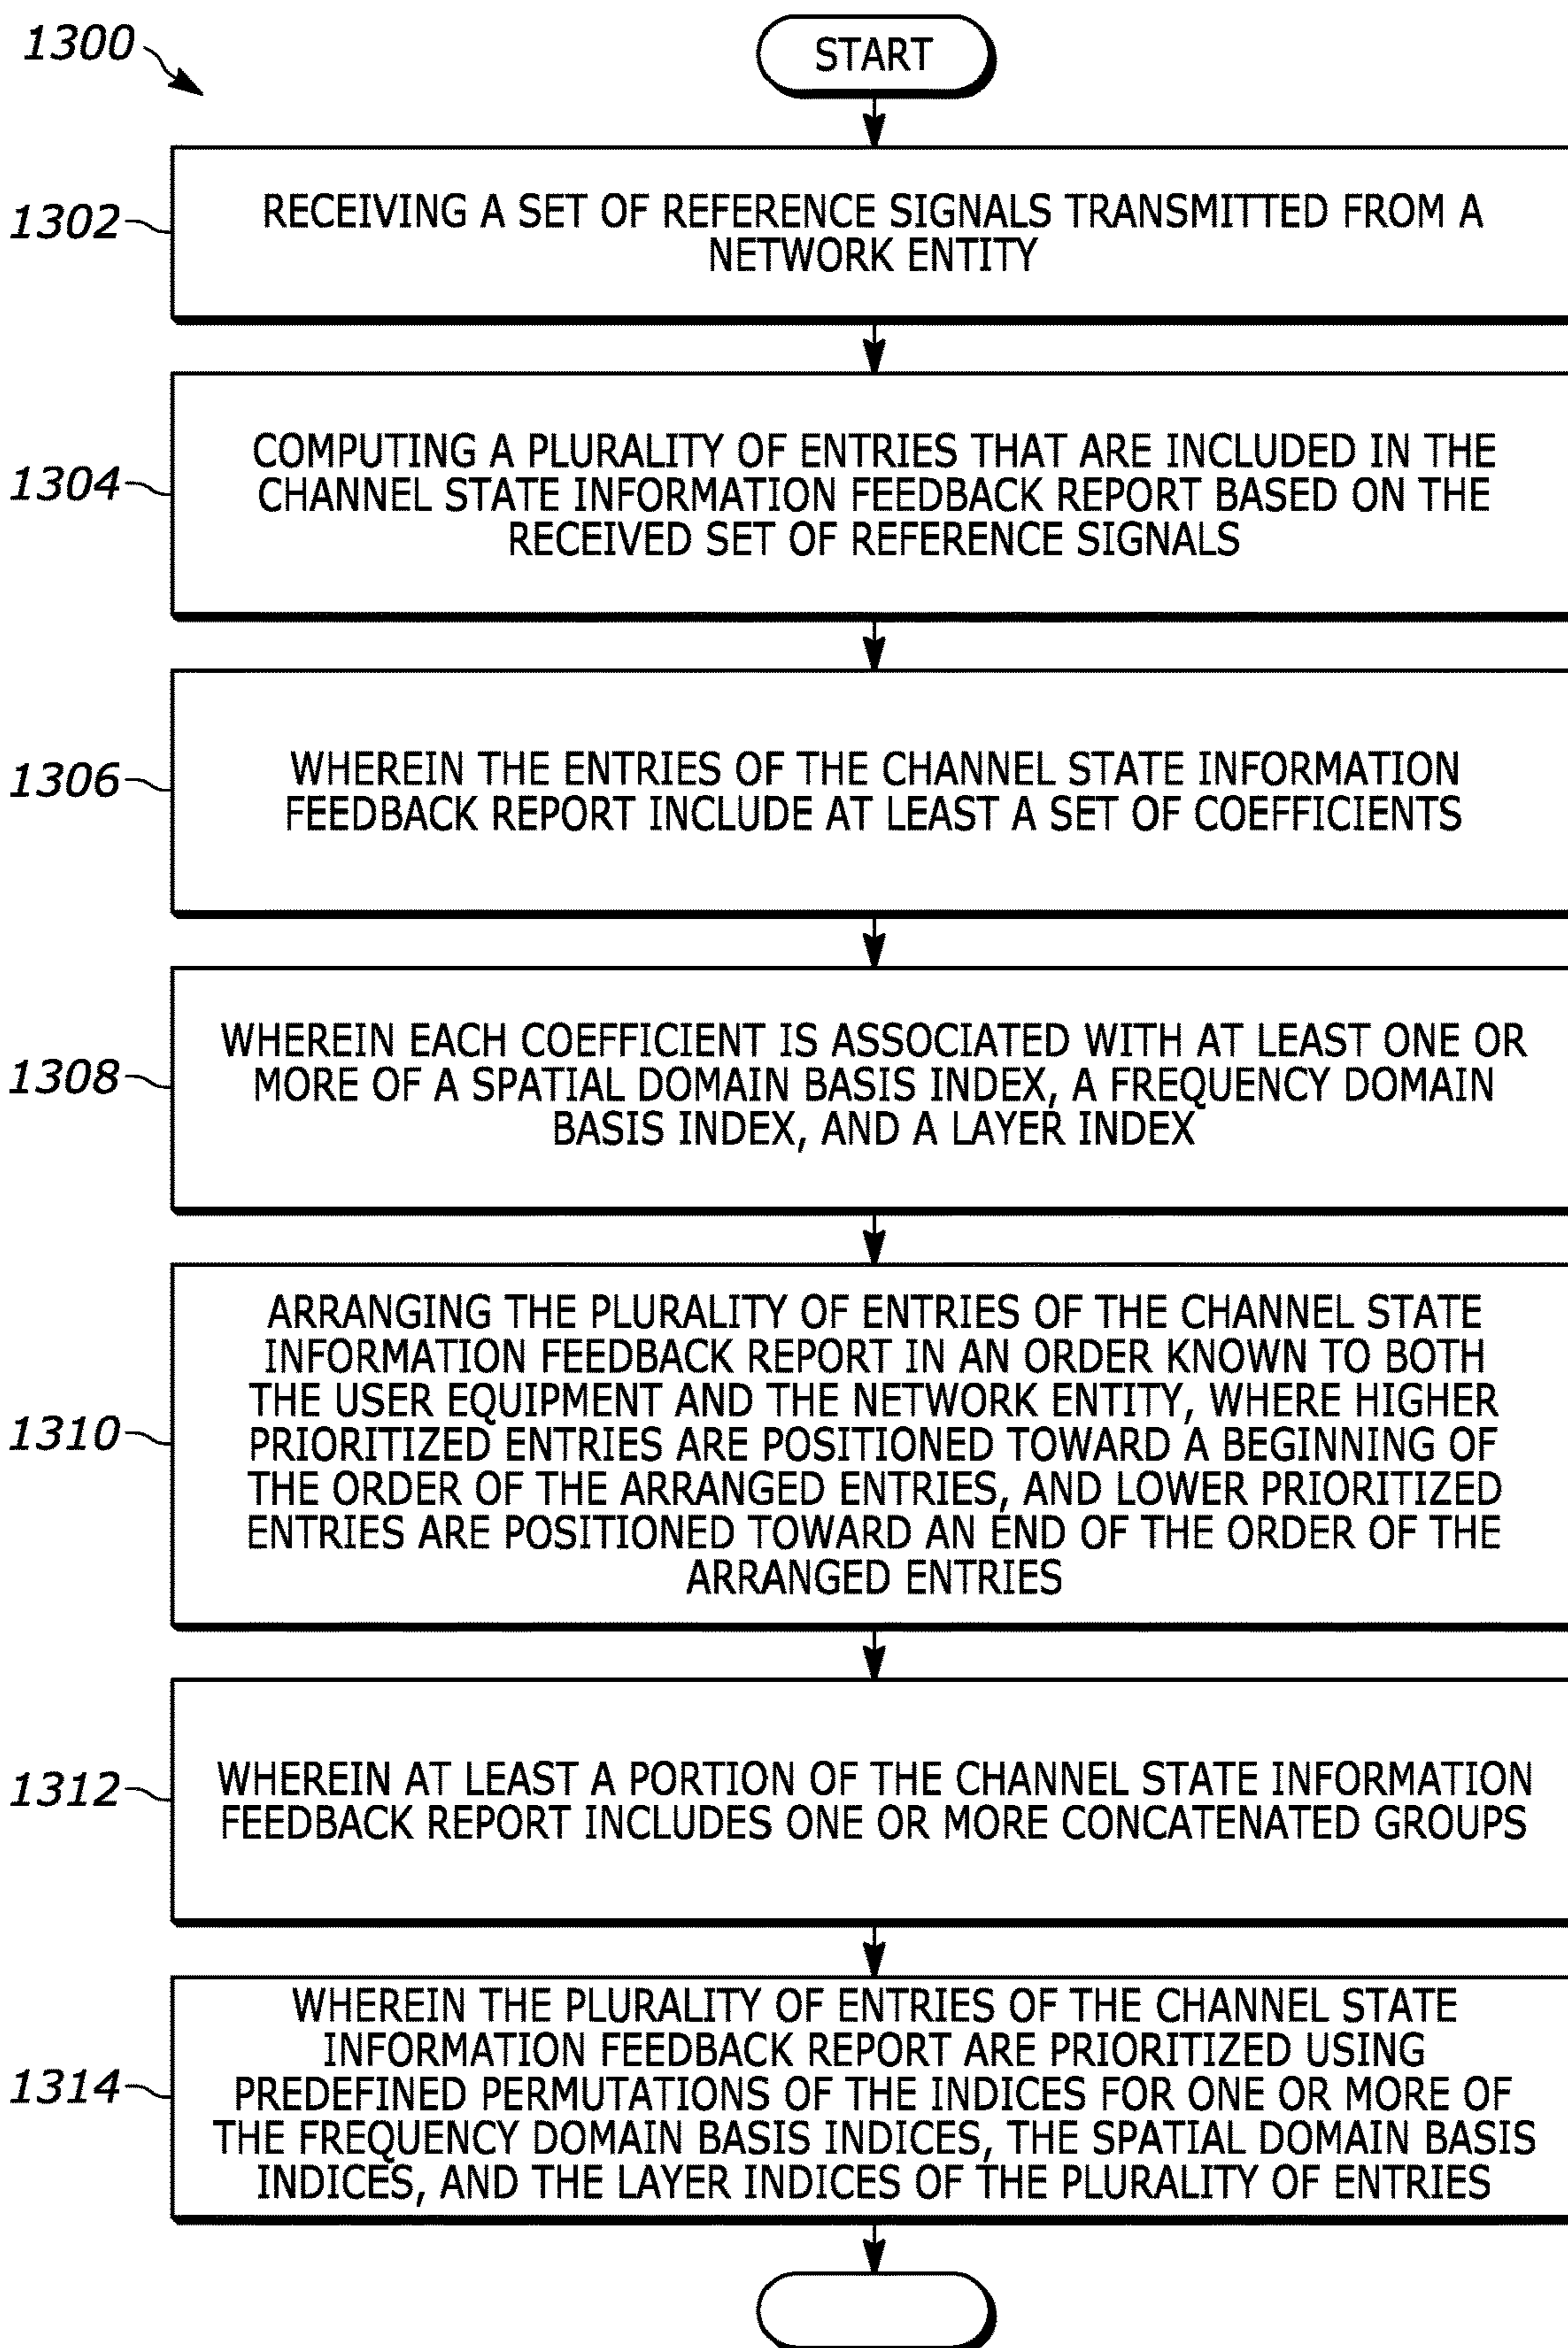 1300
START
1302
RECEIVING A SET OF REFERENCE SIGNALS TRANSMITTED FROM A
NETWORK ENTITY
1304
COMPUTING A PLURALITY OF ENTRIES THAT ARE INCLUDED IN THE
CHANNEL STATE INFORMATION FEEDBACK REPORT BASED ON THE
RECEIVED SET OF REFERENCE SIGNALS
1306
WHEREIN THE ENTRIES OF THE CHANNEL STATE INFORMATION
FEEDBACK REPORT INCLUDE AT LEAST A SET OF COEFFICIENTS
1308
WHEREIN EACH COEFFICIENT IS ASSOCIATED WITH AT LEAST ONE OR
MORE OF A SPATIAL DOMAIN BASIS INDEX, A FREQUENCY DOMAIN
BASIS INDEX, AND A LAYER INDEX
1310
ARRANGING THE PLURALITY OF ENTRIES OF THE CHANNEL STATE
INFORMATION FEEDBACK REPORT IN AN ORDER KNOWN TO BOTH
THE USER EQUIPMENT AND THE NETWORK ENTITY, WHERE HIGHER
PRIORITIZED ENTRIES ARE POSITIONED TOWARD A BEGINNING OF
THE ORDER OF THE ARRANGED ENTRIES, AND LOWER PRIORITIZED
ENTRIES ARE POSITIONED TOWARD AN END OF THE ORDER OF THE
ARRANGED ENTRIES
1312
WHEREIN AT LEAST A PORTION OF THE CHANNEL STATE INFORMATION
FEEDBACK REPORT INCLUDES ONE OR MORE CONCATENATED GROUPS
1314
WHEREIN THE PLURALITY OF ENTRIES OF THE CHANNEL STATE
INFORMATION FEEDBACK REPORT ARE PRIORITIZED USING
PREDEFINED PERMUTATIONS OF THE INDICES FOR ONE OR MORE OF
THE FREQUENCY DOMAIN BASIS INDICES, THE SPATIAL DOMAIN BASIS
INDICES, AND THE LAYER INDICES OF THE PLURALITY OF ENTRIES